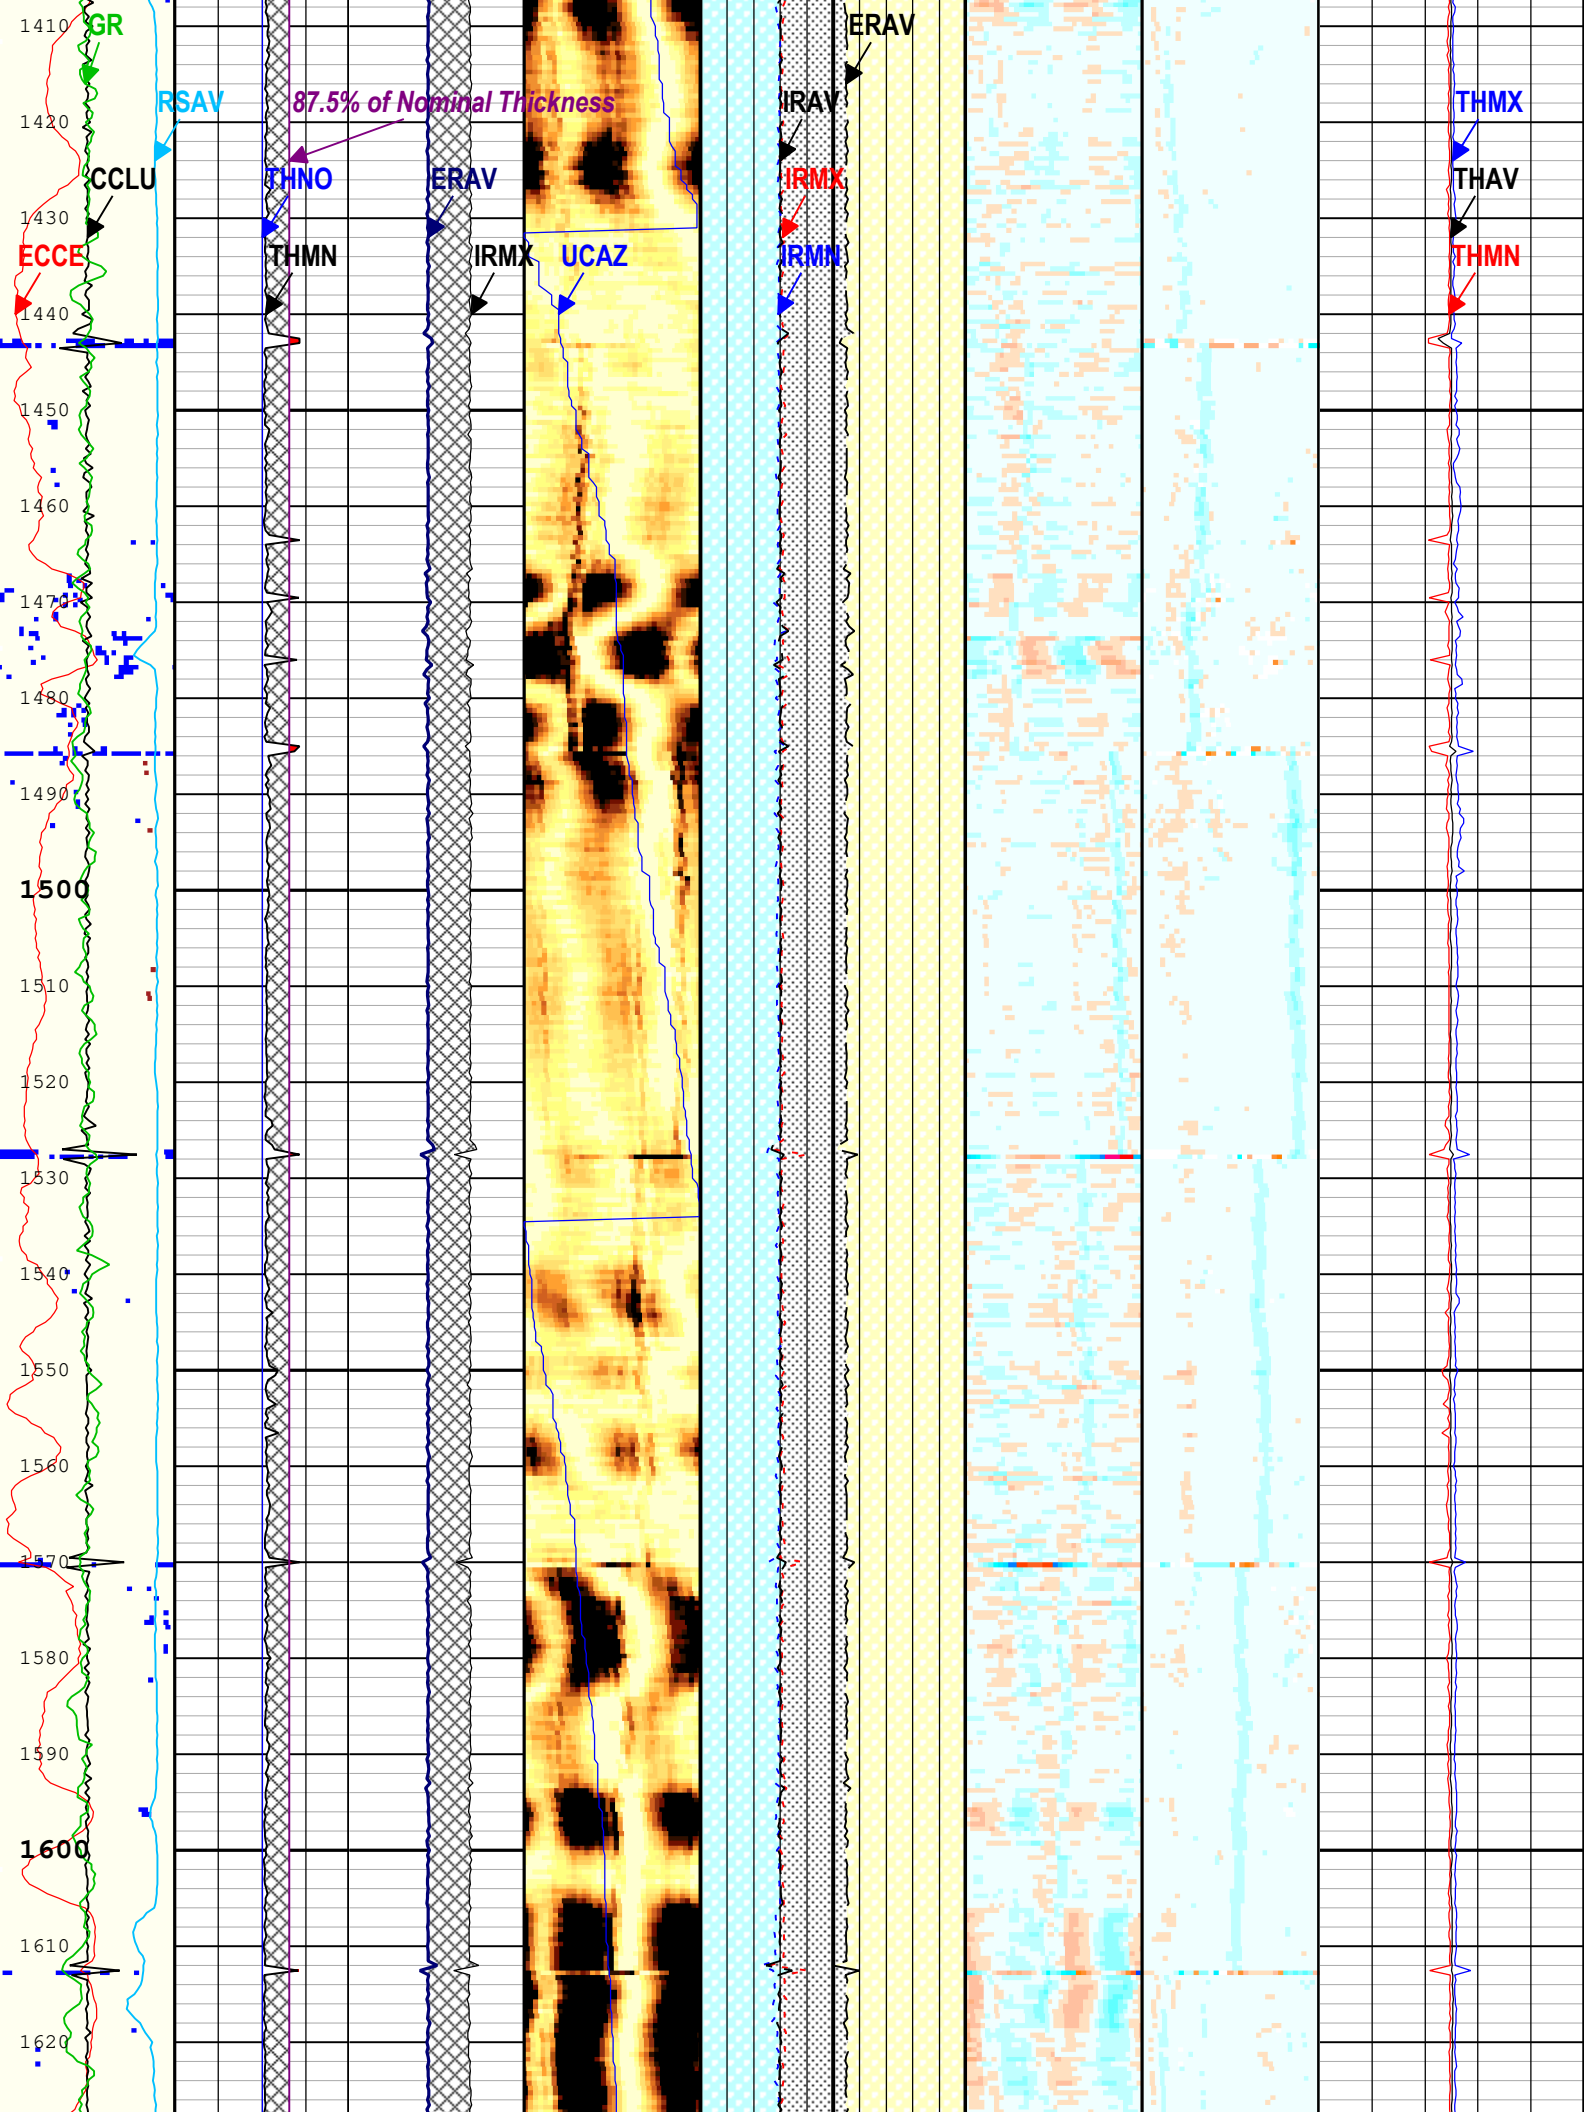 1410
GR
ERAV
RSAV
87.5% of Nominal Thickness
IRAV
THMX
1420
CCLU
THNO
ERAV
IRMX
THAV
1430
ECCE
THMN
IRMX
UCAZ
IRMN
THMN
1440
1450
1460
1470
1480
1490
1500
1510
1520
1530
1540
1550
1560
1570
1580
1590
1600
1610
1620